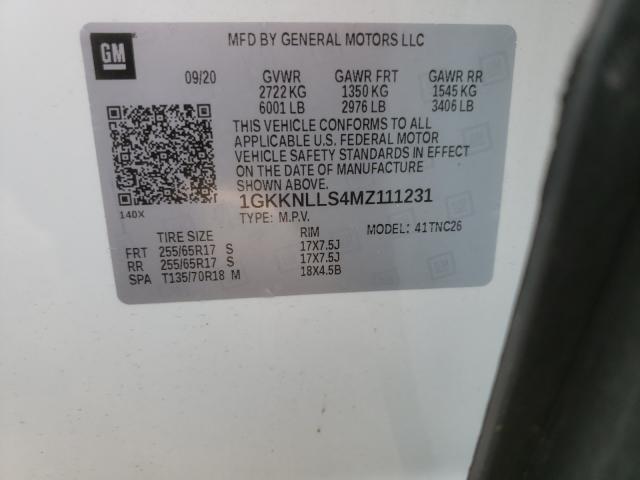 GM
MFD BY GENERAL MOTORS LLC
09/20 GVWR GAWR FRT GAWR RR
2722 KG 1350 KG 1545 KG
6001 LB 2976 LB 3406 LB
THIS VEHICLE CONFORMS TO ALL
APPLICABLE U.S. FEDERAL MOTOR
VEHICLE SAFETY STANDARDS IN EFFECT
ON THE DATE OF MANUFACTURE
SHOWN ABOVE.
1GKKNLLS4MZ111231
140X
TYPE: M.P.V. MODEL: 41TNC26
TIRE SIZE RIM
FRT 255/65R17 S 17X7.5J
RR 255/65R17 S 17X7.5J
SPA T135/70R18 M 18X4.5B